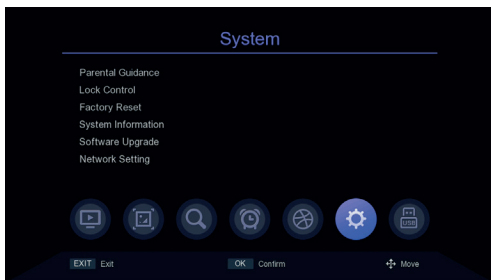 System
Parental Guidance
Lock Control
Factory Reset
System Information
Software Upgrade
Network Setting
USB
EXIT Exit OK Confirm Move